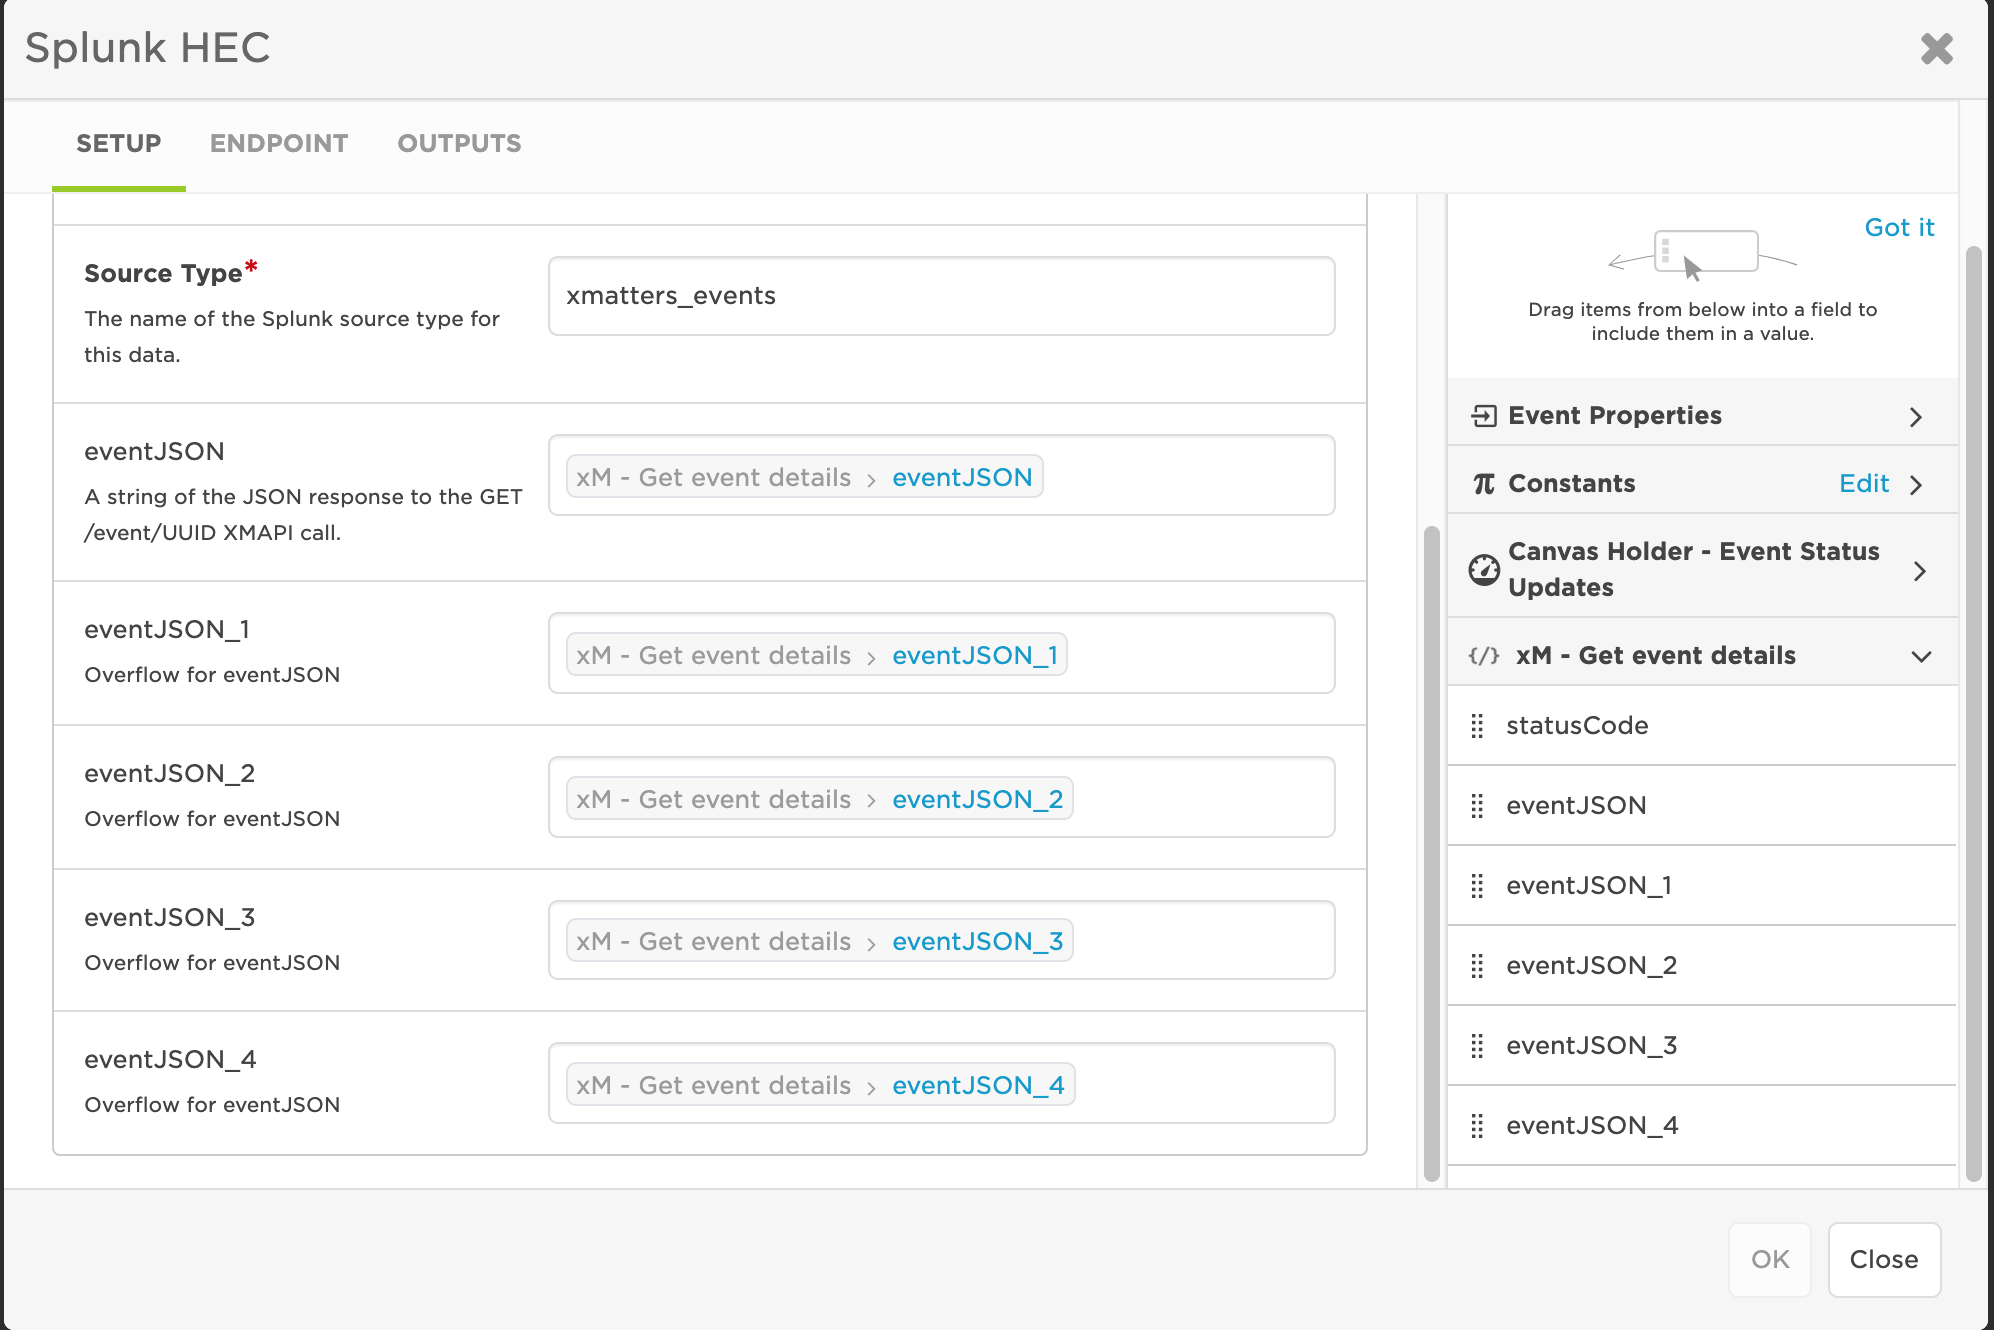 Splunk HEC
SETUP
ENDPOINT
OUTPUTS
Source Type*
The name of the Splunk source type for
this data.
xmatters_events
eventJSON
A string of the JSON response to the GET
/event/UUID XMAPI call.
xM - Get event details > eventJSON
eventJSON_1
Overflow for eventJSON
xM - Get event details > eventJSON_1
eventJSON_2
Overflow for eventJSON
xM - Get event details > eventJSON_2
eventJSON_3
Overflow for eventJSON
xM - Get event details > eventJSON_3
eventJSON_4
Overflow for eventJSON
xM - Get event details > eventJSON_4
Got it
Drag items from below into a field to
include them in a value.
Event Properties
π Constants
Edit
Canvas Holder - Event Status
Updates
{/} xM - Get event details
statusCode
eventJSON
eventJSON_1
eventJSON_2
eventJSON_3
eventJSON_4
OK
Close